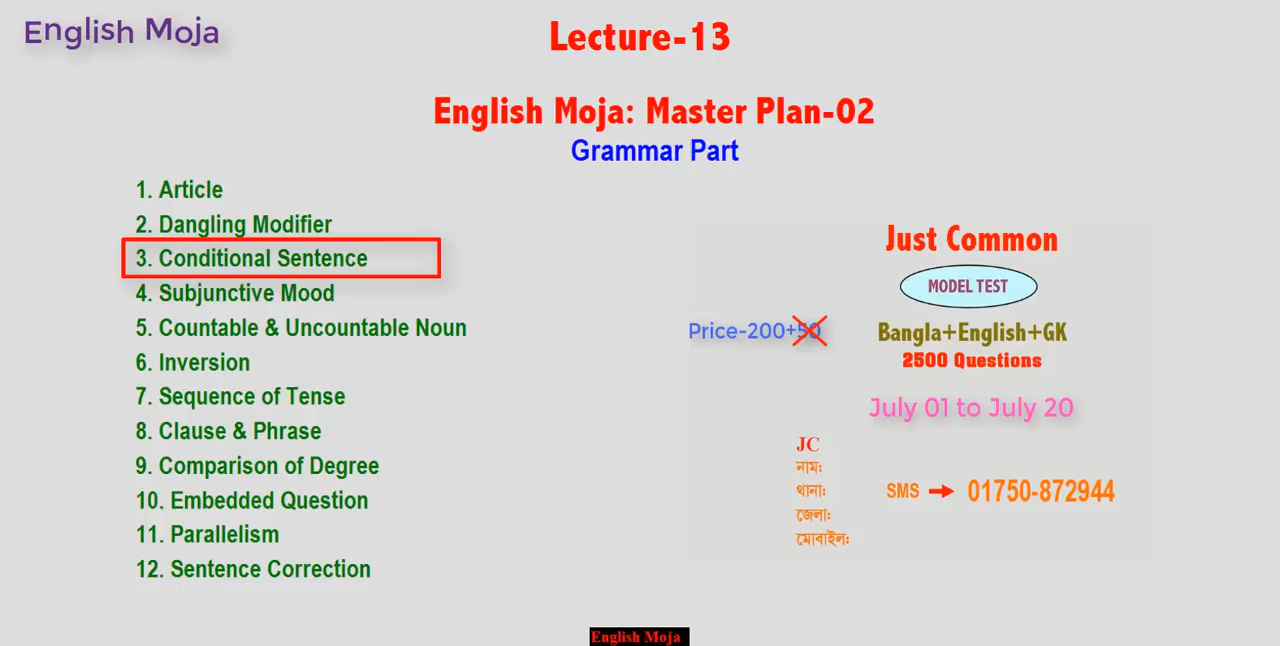 English Moja
Lecture-13
English Moja: Master Plan-02
Grammar Part
1. Article
2. Dangling Modifier
3. Conditional Sentence
4. Subjunctive Mood
5. Countable & Uncountable Noun
6. Inversion
7. Sequence of Tense
8. Clause & Phrase
9. Comparison of Degree
10. Embedded Question
11. Parallelism
12. Sentence Correction
Just Common
MODEL TEST
Price-200+50
Bangla+English+GK
2500 Questions
July 01 to July 20
JC
নাম:
থানা:
জেলা:
মোবাইল:
SMS
01750-872944
English Moja